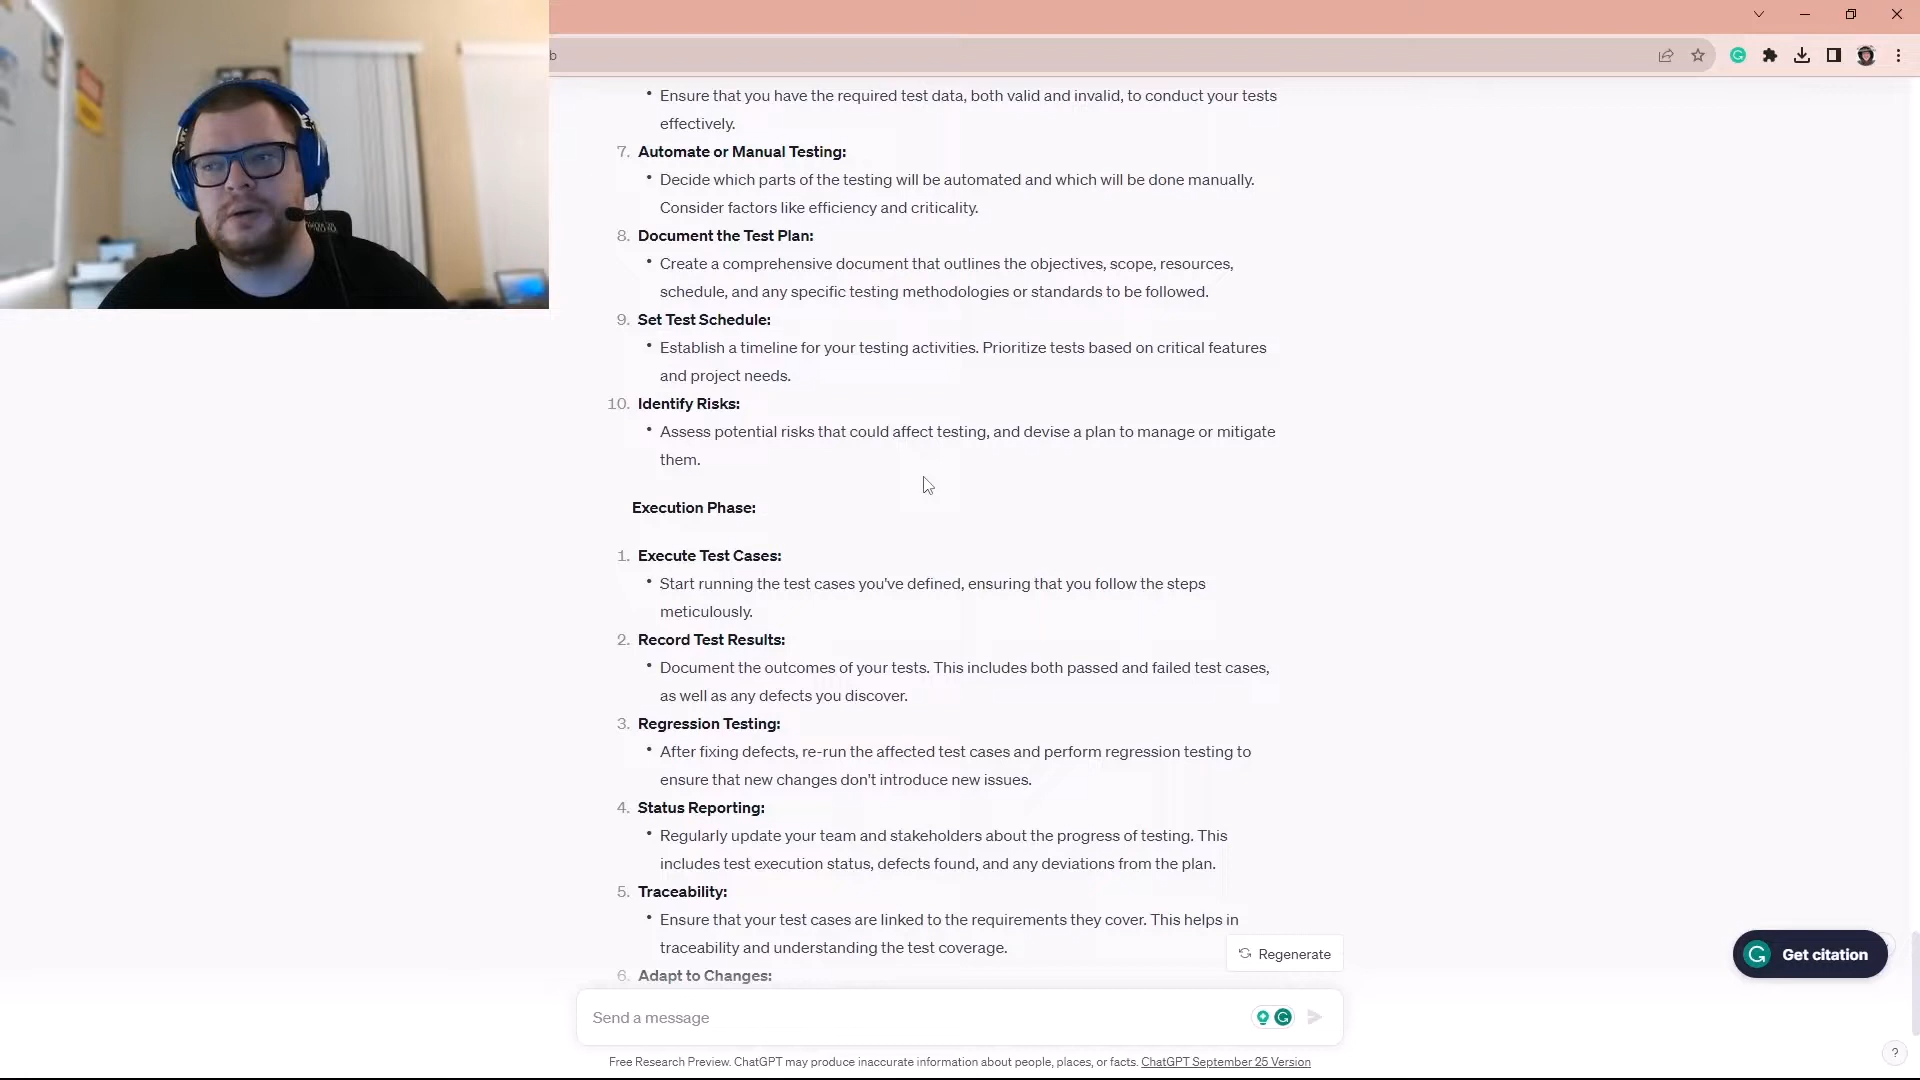 b
Ensure that you have the required test data, both valid and invalid, to conduct your tests
effectively.
7. Automate or Manual Testing:
Decide which parts of the testing will be automated and which will be done manually.
Consider factors like efficiency and criticality.
8. Document the Test Plan:
Create a comprehensive document that outlines the objectives, scope, resources,
schedule, and any specific testing methodologies or standards to be followed.
9. Set Test Schedule:
Establish a timeline for your testing activities. Prioritize tests based on critical features
and project needs.
10. Identify Risks:
Assess potential risks that could affect testing, and devise a plan to manage or mitigate
them.
Execution Phase:
1. Execute Test Cases:
Start running the test cases you've defined, ensuring that you follow the steps
meticulously.
2. Record Test Results:
Document the outcomes of your tests. This includes both passed and failed test cases,
as well as any defects you discover.
3. Regression Testing:
After fixing defects, re-run the affected test cases and perform regression testing to
ensure that new changes don't introduce new issues.
4. Status Reporting:
Regularly update your team and stakeholders about the progress of testing. This
includes test execution status, defects found, and any deviations from the plan.
5. Traceability:
Ensure that your test cases are linked to the requirements they cover. This helps in
traceability and understanding the test coverage.
Regenerate
Get citation
6. Adapt to Changes:
Send a message
Free Research Preview. ChatGPT may produce inaccurate information about people, places, or facts. ChatGPT September 25 Version
?